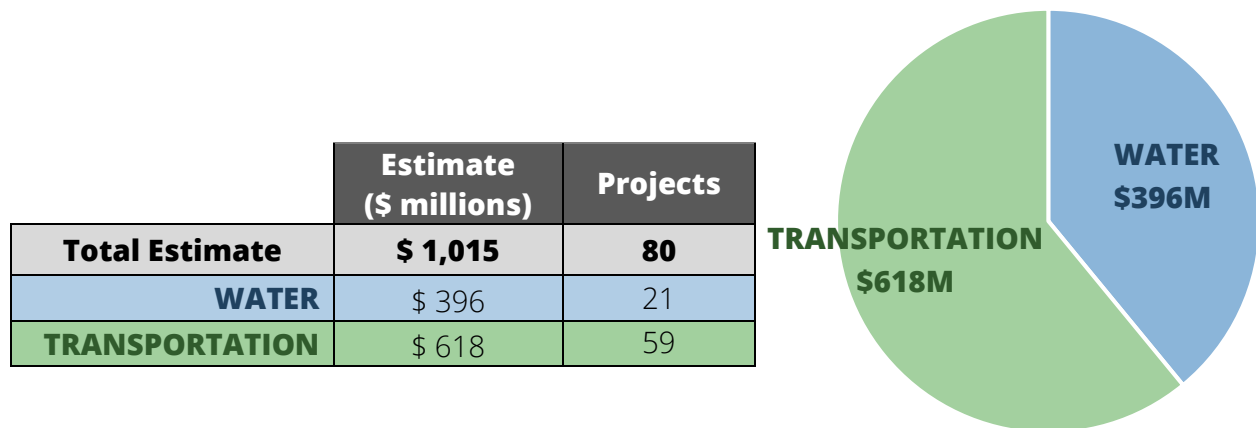 Estimate
($ millions)
Projects
Total Estimate $ 1,015 80
WATER $ 396 21
TRANSPORTATION $ 618 59
WATER
$396M
TRANSPORTATION
$618M